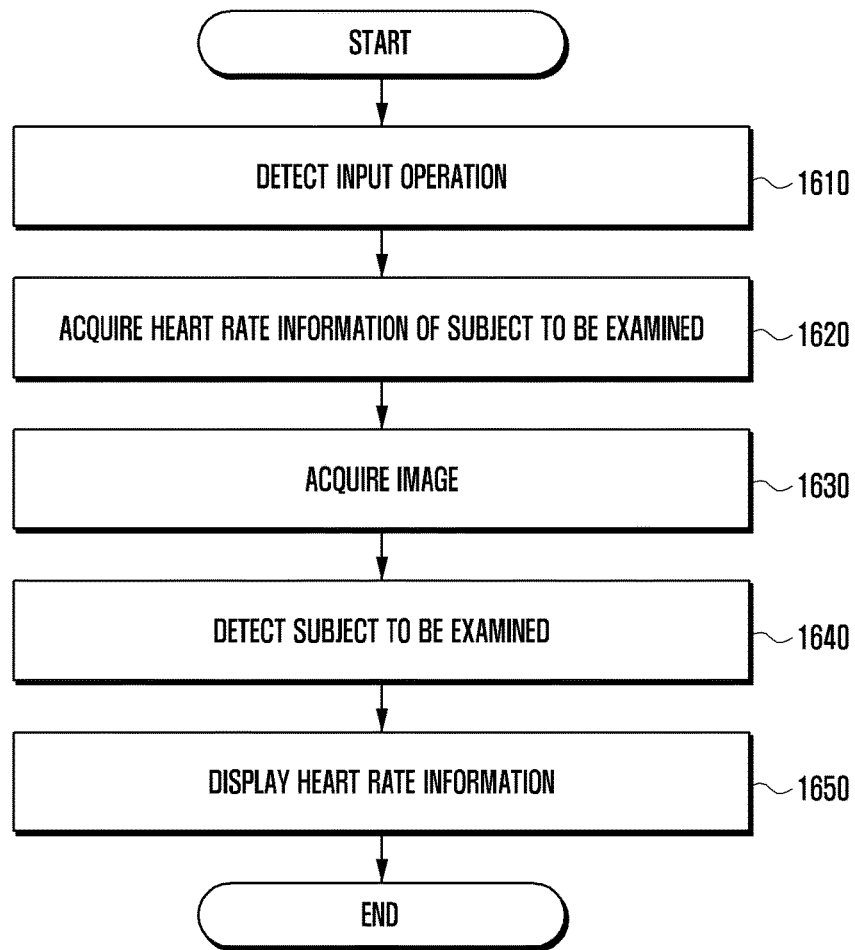 START
DETECT INPUT OPERATION
1610
ACQUIRE HEART RATE INFORMATION OF SUBJECT TO BE EXAMINED
1620
ACQUIRE IMAGE
1630
DETECT SUBJECT TO BE EXAMINED
1640
DISPLAY HEART RATE INFORMATION
1650
END